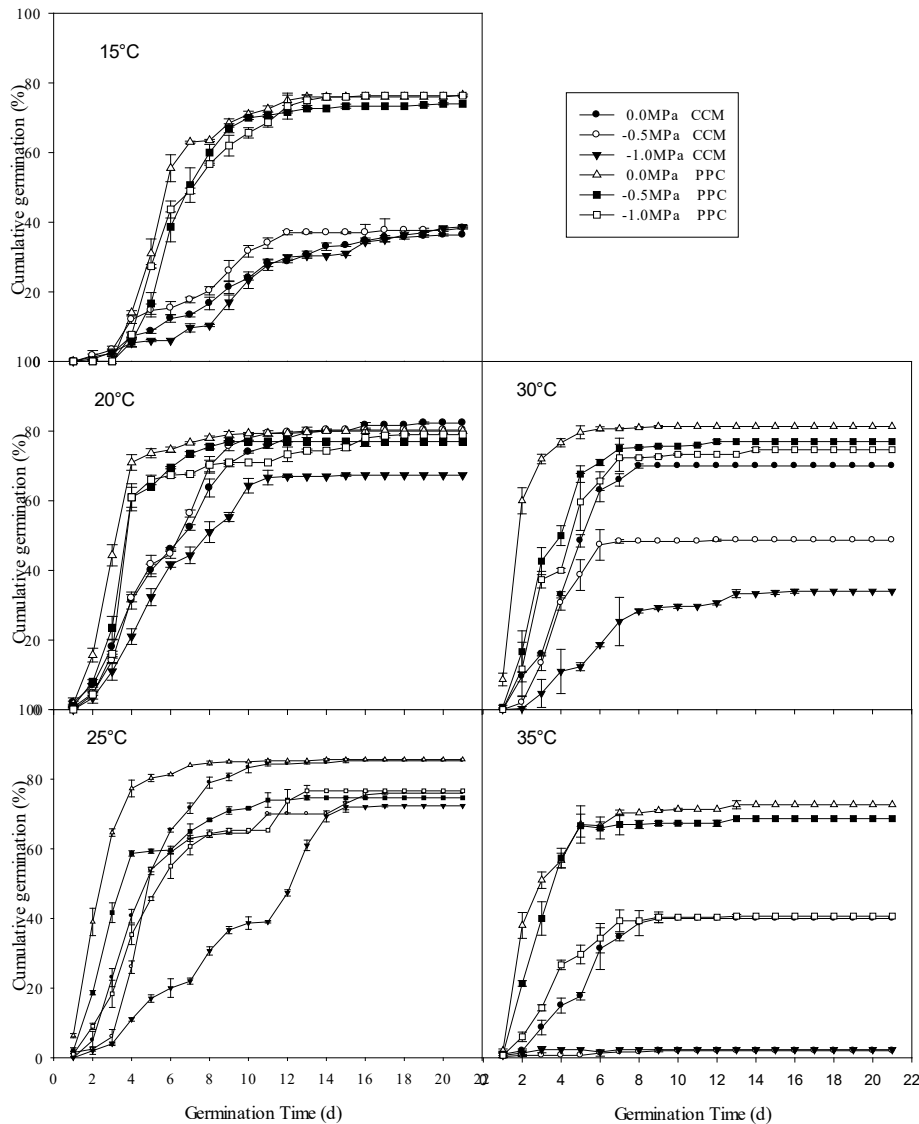 100
15°C
80
60
40
20
0
Cumulative germination (%)
0.0MPa CCM
-0.5MPa CCM
-1.0MPa CCM
0.0MPa PPC
-0.5MPa PPC
-1.0MPa PPC
100
20°C
80
60
40
20
0
Cumulative germination (%)
30°C
100
25°C
80
60
40
20
0
Cumulative germination (%)
35°C
0 2 4 6 8 10 12 14 16 18 20 22
0 2 4 6 8 10 12 14 16 18 20 22
Germination Time (d)
Germination Time (d)